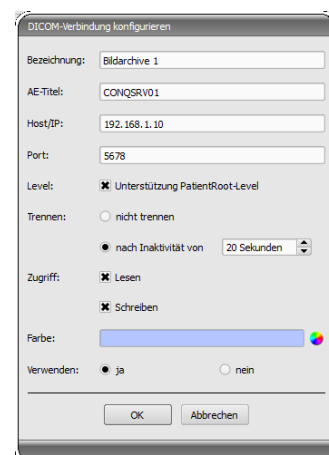 DICOM-Verbindung konfigurieren
Bezeichnung: Bildarchive 1
AE-Titel: CONQSRV01
Host/IP: 192.168.1.10
Port: 5678
Level: Unterstützung PatientRoot-Level
Trennen: nicht trennen
nach Inaktivität von 20 Sekunden
Zugriff: Lesen
Schreiben
Farbe:
Verwenden: ja nein
OK Abbrechen